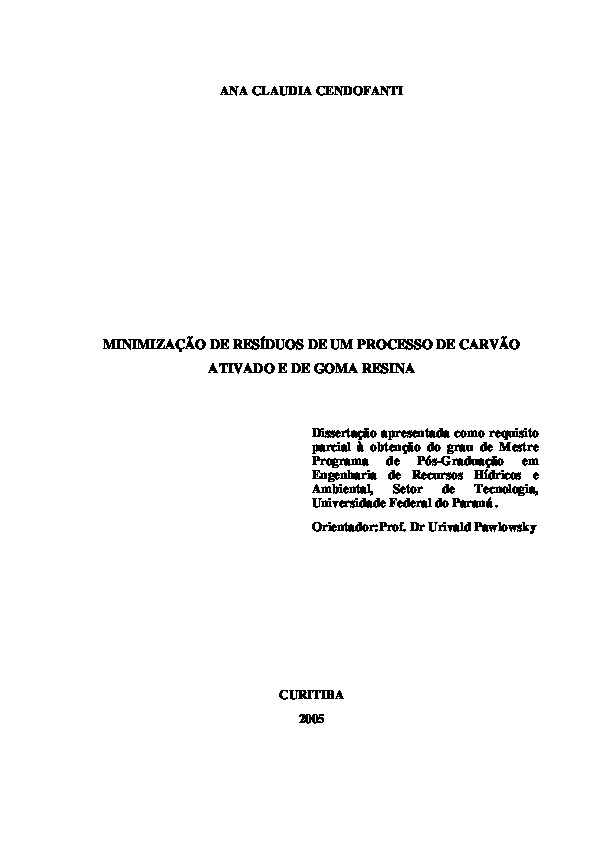 ANA CLAUDIA CENDOFANTI
MINIMIZAÇÃO DE RESÍDUOS DE UM PROCESSO DE CARVÃO
ATIVADO E DE GOMA RESINA
Dissertação apresentada como requisito
parcial à obtenção do grau de Mestre
Programa de Pós-Graduação em
Engenharia de Recursos Hídricos e
Ambiental, Setor de Tecnologia,
Universidade Federal do Paraná .
Orientador:Prof. Dr Urivald Pawlowsky
CURITIBA
2005